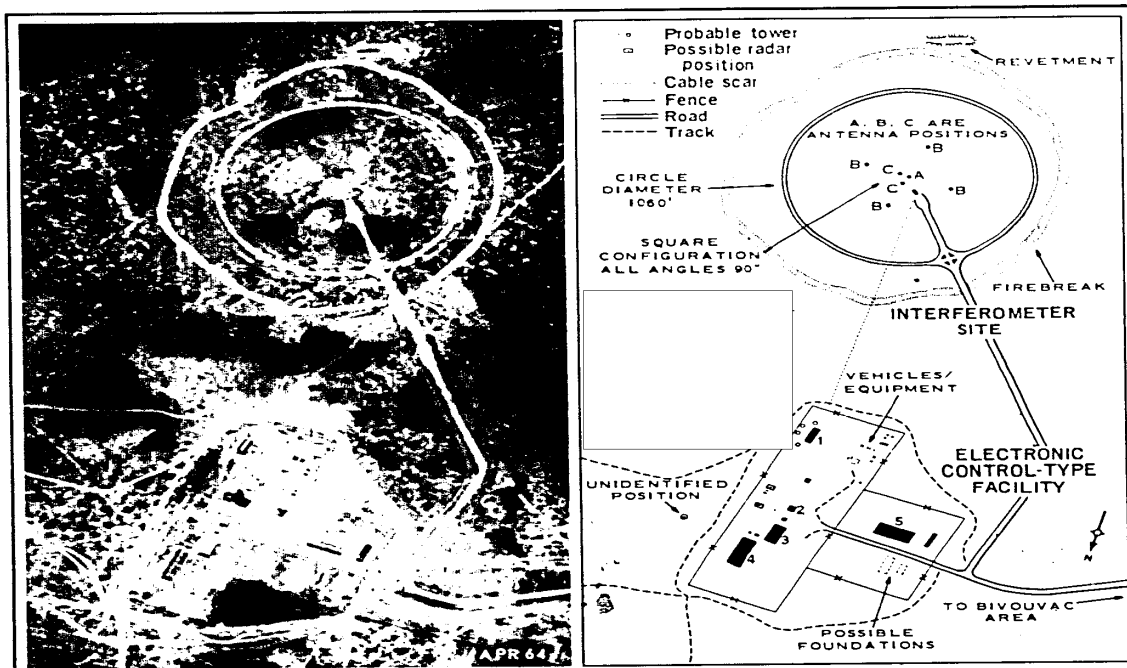 APR 64
Probable tower
Possible radar
position
Cable scar
Fence
Road
Track
REVETMENT
A, B, C ARE
ANTENNA POSITIONS
B
B
C
A
C
B
B
CIRCLE
DIAMETER
1060'
SQUARE
CONFIGURATION
ALL ANGLES 90°
FIREBREAK
INTERFEROMETER
SITE
VEHICLES/
EQUIPMENT
1
ELECTRONIC
CONTROL-TYPE
FACILITY
UNIDENTIFIED
POSITION
2
3
4
5
N
TO BIVOUVAC
AREA
POSSIBLE
FOUNDATIONS